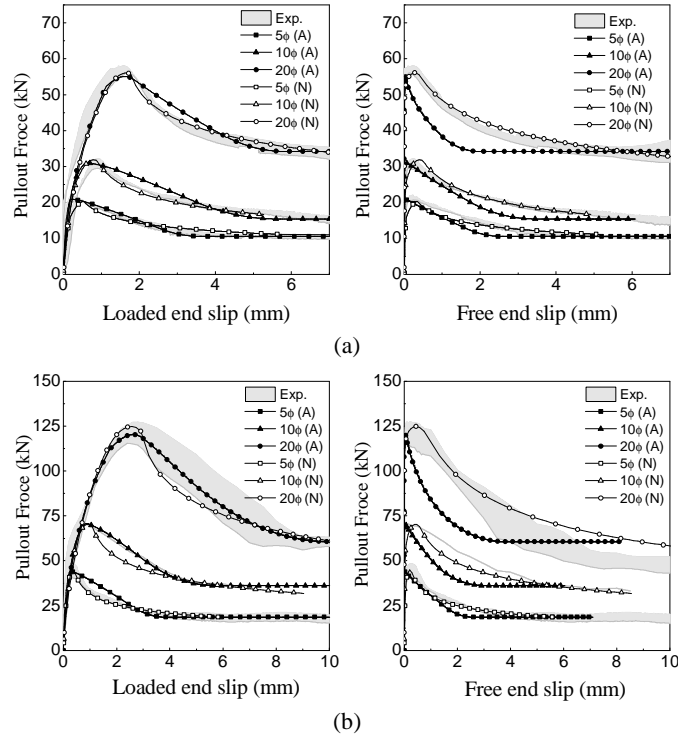 Pullout Froce (kN)
70
60
50
40
30
20
10
0
0 2 4 6
Loaded end slip (mm)
Exp.
5ϕ (A)
10ϕ (A)
20ϕ (A)
5ϕ (N)
10ϕ (N)
20ϕ (N)
Pullout Froce (kN)
70
60
50
40
30
20
10
0
0 2 4 6
Free end slip (mm)
Exp.
5ϕ (A)
10ϕ (A)
20ϕ (A)
5ϕ (N)
10ϕ (N)
20ϕ (N)
(a)
Pullout Froce (kN)
150
125
100
75
50
25
0
0 2 4 6 8 10
Loaded end slip (mm)
Exp.
5ϕ (A)
10ϕ (A)
20ϕ (A)
5ϕ (N)
10ϕ (N)
20ϕ (N)
Pullout Froce (kN)
150
125
100
75
50
25
0
0 2 4 6 8 10
Free end slip (mm)
Exp.
5ϕ (A)
10ϕ (A)
20ϕ (A)
5ϕ (N)
10ϕ (N)
20ϕ (N)
(b)